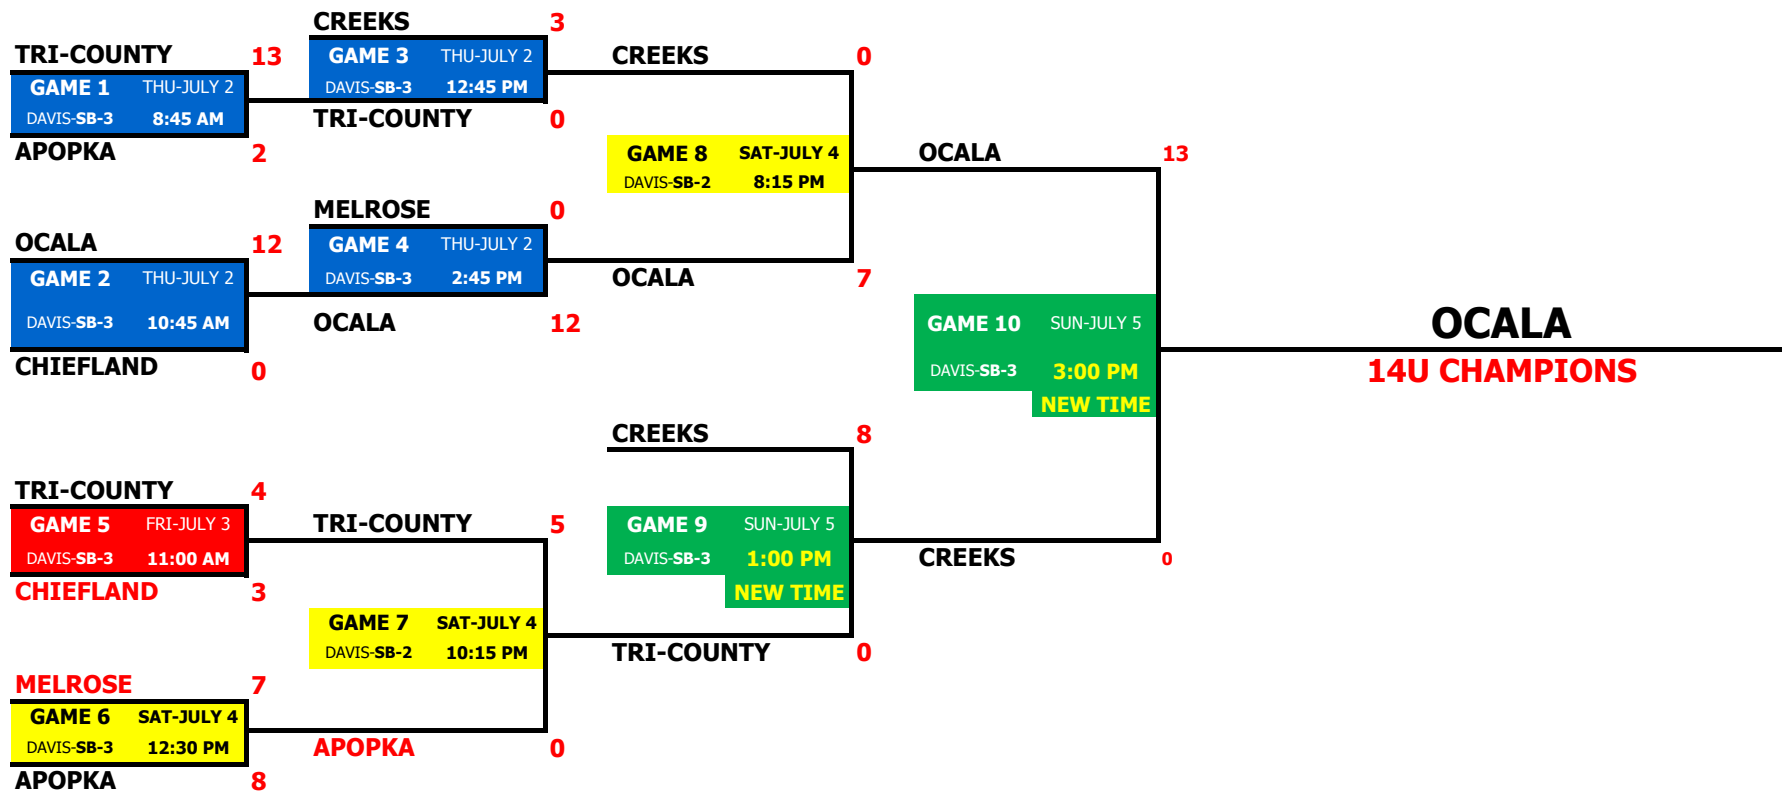 TRI-COUNTY 13
GAME 1 THU-JULY 2
DAVIS-SB-3 8:45 AM
APOPKA 2
OCALA 12
GAME 2 THU-JULY 2
DAVIS-SB-3 10:45 AM
CHIEFLAND 0
TRI-COUNTY 4
GAME 5 FRI-JULY 3
DAVIS-SB-3 11:00 AM
CHIEFLAND 3
MELROSE 7
GAME 6 SAT-JULY 4
DAVIS-SB-3 12:30 PM
APOPKA 8
CREEKS 3
GAME 3 THU-JULY 2
DAVIS-SB-3 12:45 PM
TRI-COUNTY 0
MELROSE 0
GAME 4 THU-JULY 2
DAVIS-SB-3 2:45 PM
OCALA 12
TRI-COUNTY 5
GAME 7 SAT-JULY 4
DAVIS-SB-2 10:15 PM
APOPKA 0
CREEKS 0
GAME 8 SAT-JULY 4
DAVIS-SB-2 8:15 PM
OCALA 7
CREEKS 8
GAME 9 SUN-JULY 5
DAVIS-SB-3 1:00 PM
NEW TIME
TRI-COUNTY 0
OCALA 13
GAME 10 SUN-JULY 5
DAVIS-SB-3 3:00 PM
NEW TIME
CREEKS 0
OCALA
14U CHAMPIONS